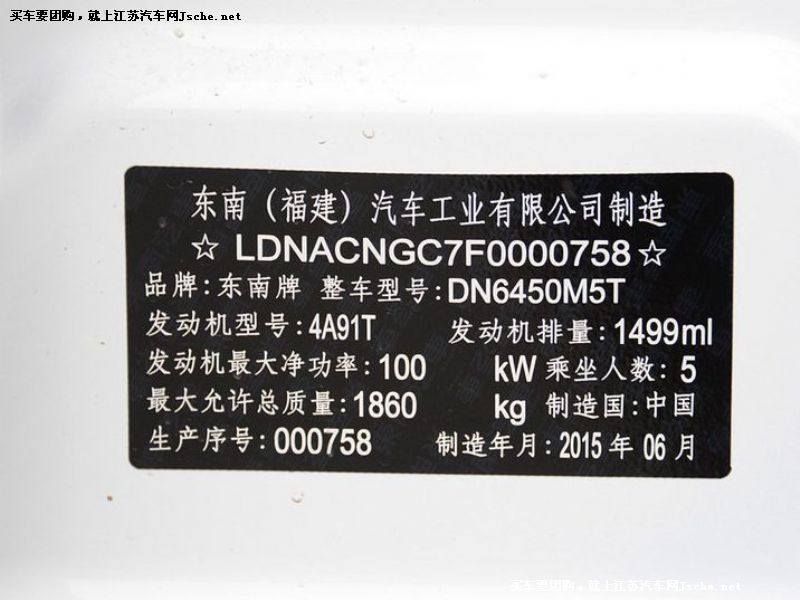 买车要团购，就上江苏汽车网Jsche.net
东南（福建）汽车工业有限公司制造
☆ LDNACNGC7F0000758 ☆
品牌：东南牌 整车型号：DN6450M5T
发动机型号：4A91T 发动机排量：1499ml
发动机最大净功率：100 kW 乘坐人数：5
最大允许总质量：1860 kg 制造国：中国
生产序号：000758 制造年月：2015 年 06 月
买车要团购，就上江苏汽车网Jsche.net